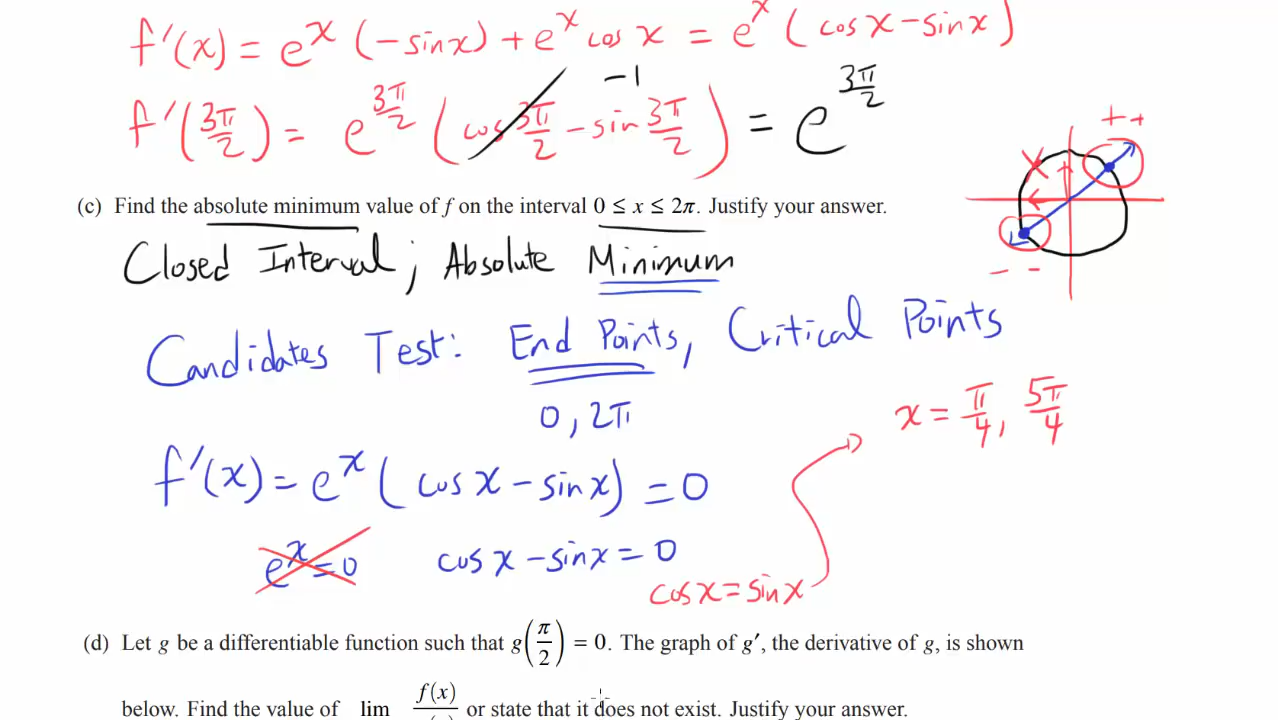 f'(x) = e^x (-sin x) + e^x cos x = e^x (cos x - sin x)
-1
f'(3π/2) = e^(3π/2) (cos 3π/2 - sin 3π/2) = e^(3π/2)
++
(c) Find the absolute minimum value of f on the interval 0 ≤ x ≤ 2π. Justify your answer.
Closed Interval; Absolute Minimum
- -
Candidates Test: End Points, Critical Points
0, 2π
x = π/4, 5π/4
f'(x) = e^x (cos x - sin x) = 0
e^x = 0 cos x - sin x = 0
cos x = sin x
(d) Let g be a differentiable function such that g(π/2) = 0. The graph of g′, the derivative of g, is shown
below. Find the value of lim f(x)/ or state that it does not exist. Justify your answer.